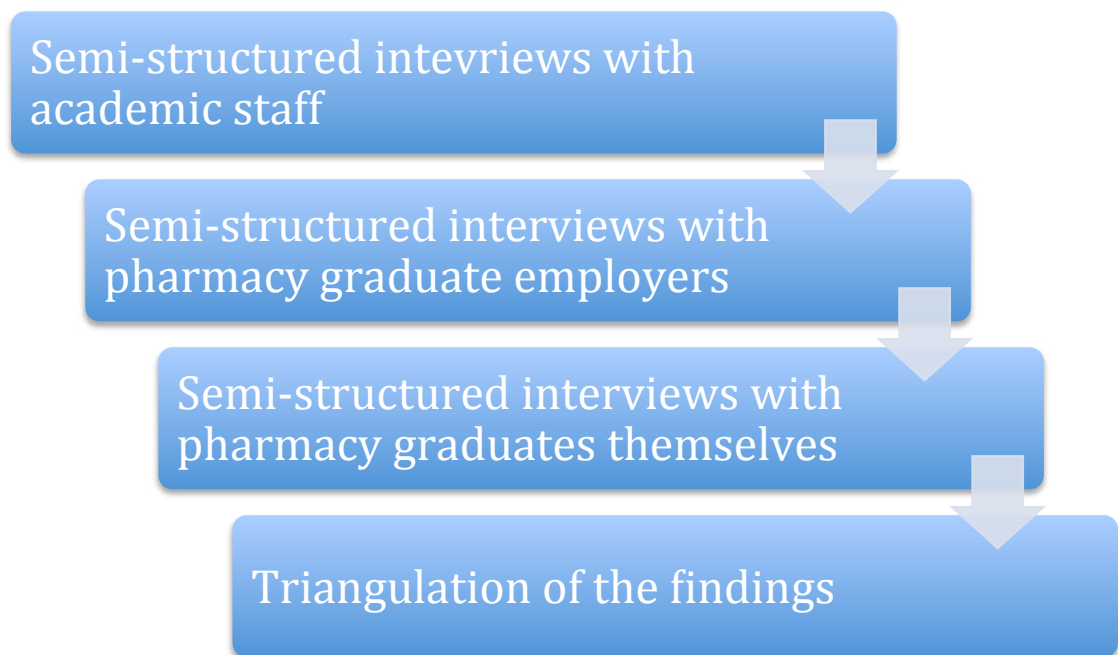 Semi-structured intevriews with
academic staff
Semi-structured interviews with
pharmacy graduate employers
Semi-structured interviews with
pharmacy graduates themselves
Triangulation of the findings